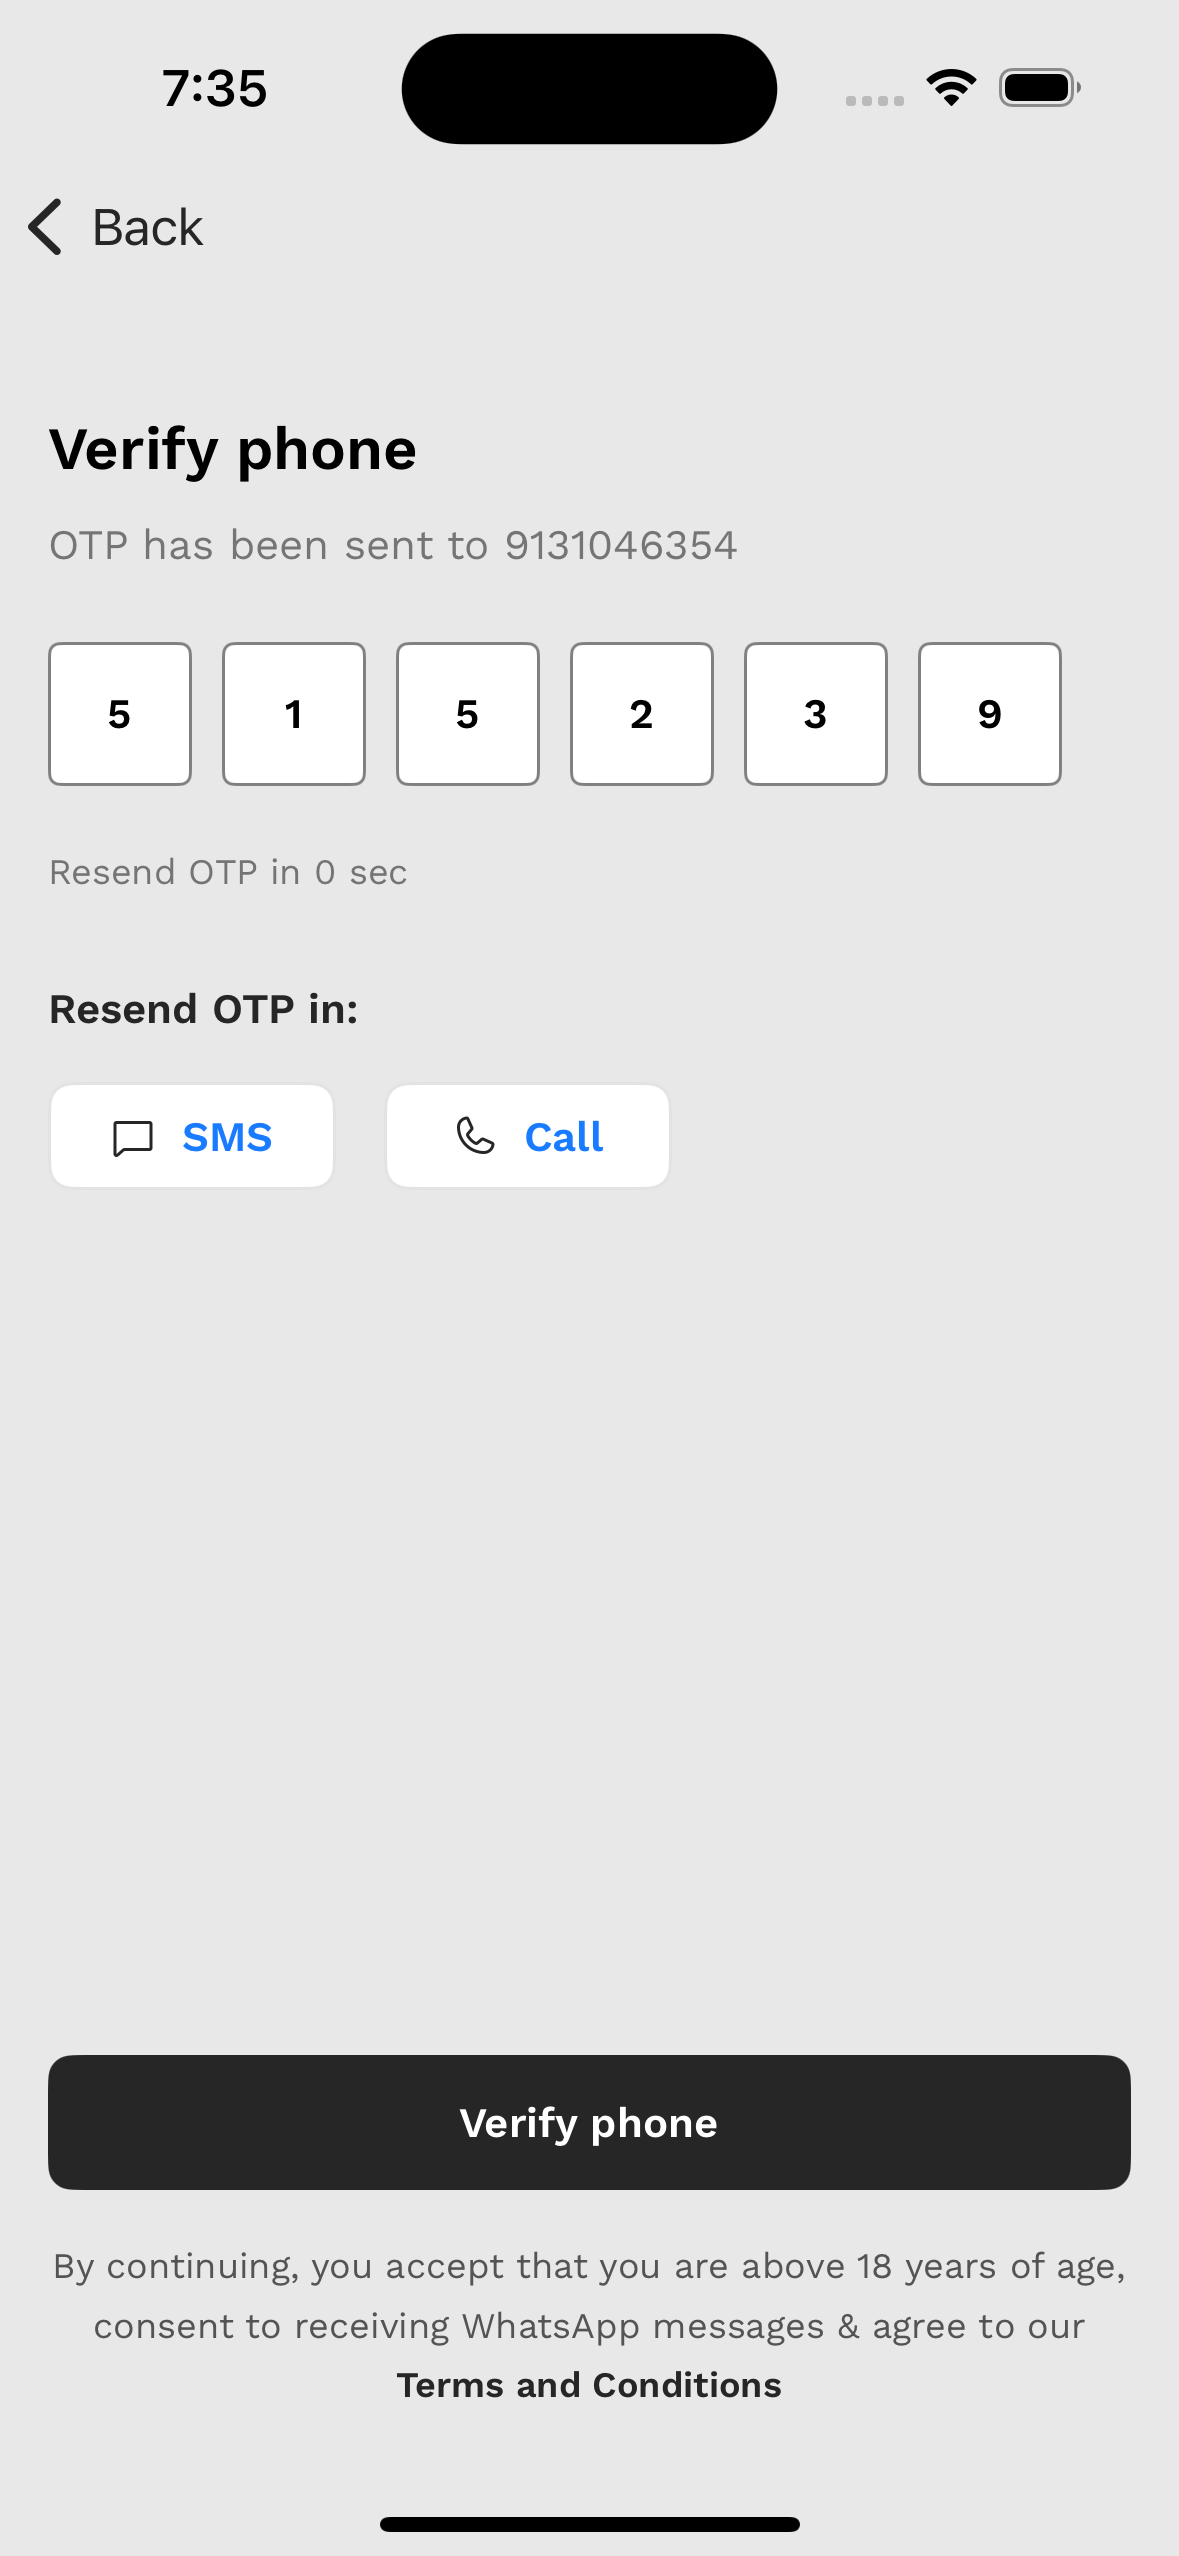 7:35
Back
Verify phone
OTP has been sent to 9131046354
5 1 5 2 3 9
Resend OTP in 0 sec
Resend OTP in:
SMS Call
Verify phone
By continuing, you accept that you are above 18 years of age,
consent to receiving WhatsApp messages & agree to our
Terms and Conditions